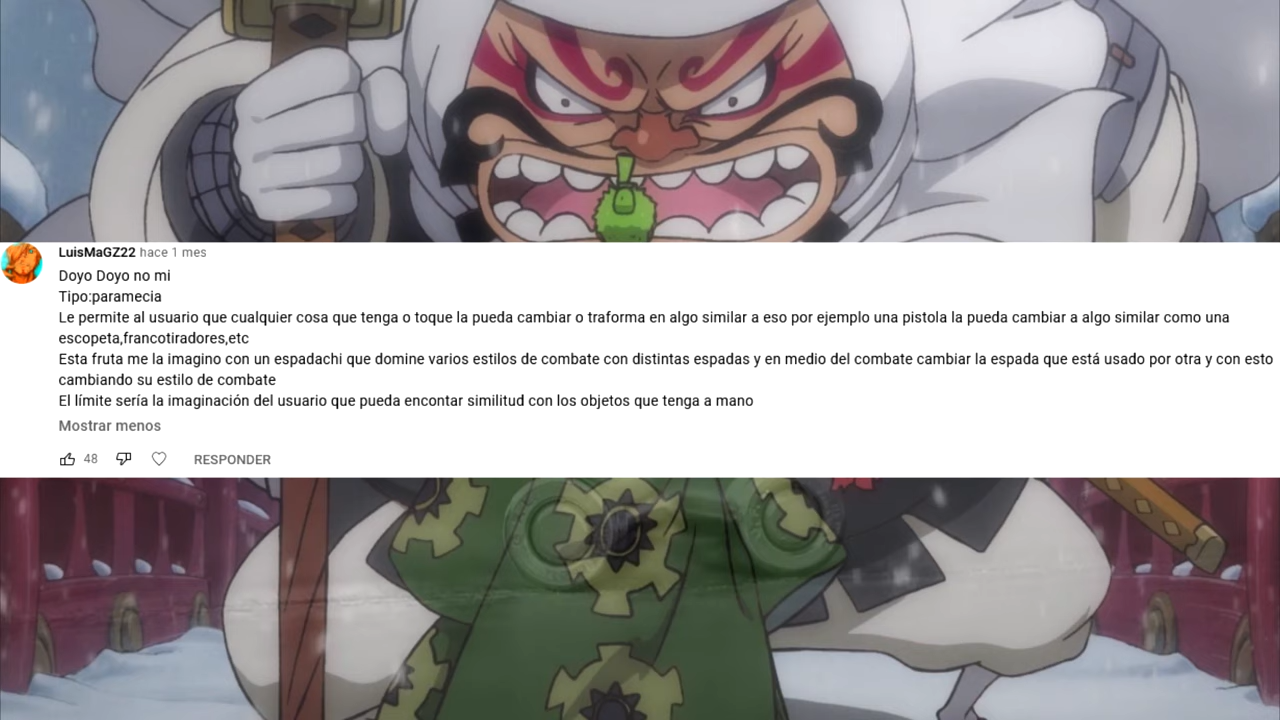 LuisMaGZ22 hace 1 mes
Doyo Doyo no mi
Tipo:paramecia
Le permite al usuario que cualquier cosa que tenga o toque la pueda cambiar o traforma en algo similar a eso por ejemplo una pistola la pueda cambiar a algo similar como una
escopeta,francotiradores,etc
Esta fruta me la imagino con un espadachi que domine varios estilos de combate con distintas espadas y en medio del combate cambiar la espada que está usado por otra y con esto
cambiando su estilo de combate
El límite sería la imaginación del usuario que pueda encontar similitud con los objetos que tenga a mano
Mostrar menos
48 RESPONDER